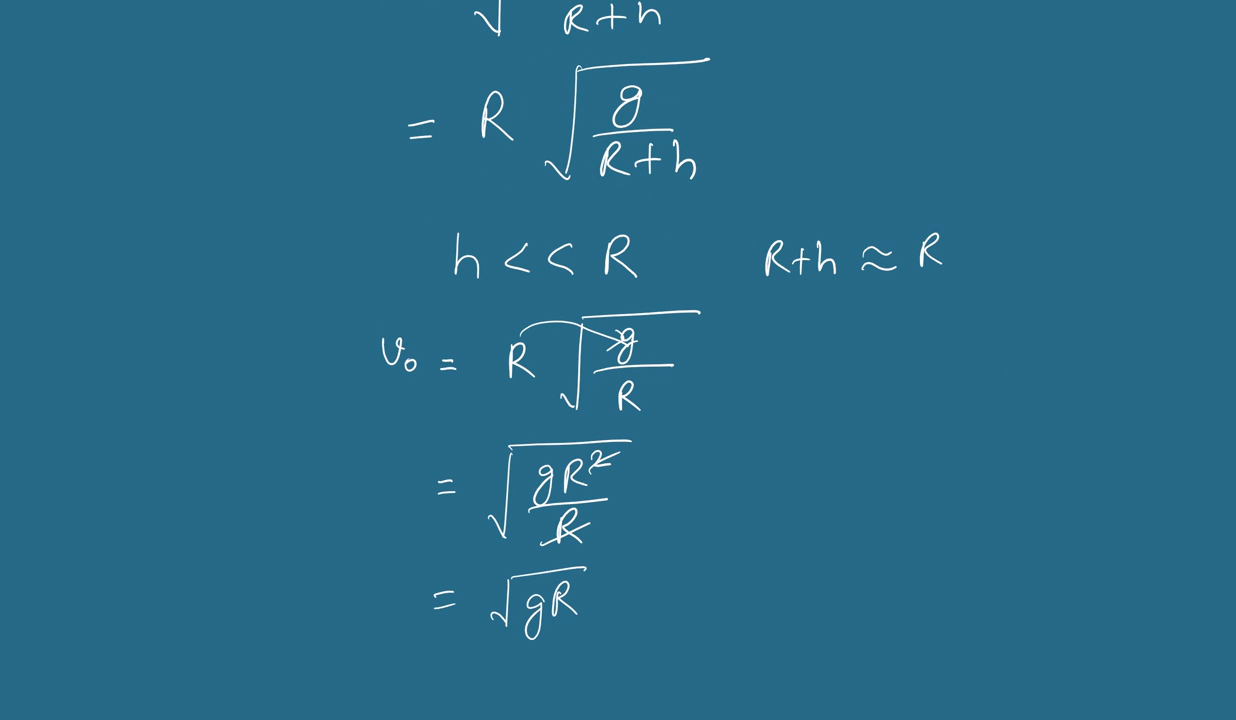 √ R+h
= R √(g/(R+h))
h << R R+h ≈ R
v₀ = R √(g/R)
= √(gR²/R)
= √gR